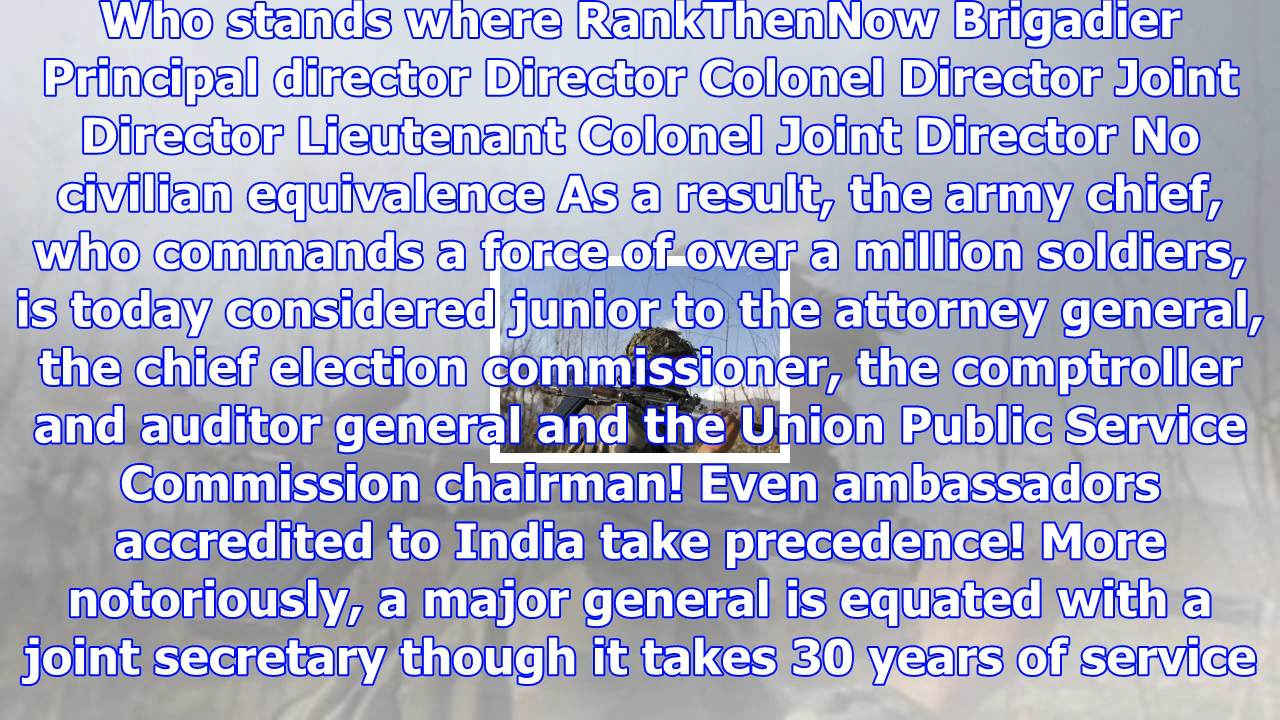 Who stands where RankThenNow Brigadier
Principal director Director Colonel Director Joint
Director Lieutenant Colonel Joint Director No
civilian equivalence As a result, the army chief,
who commands a force of over a million soldiers,
is today considered junior to the attorney general,
the chief election commissioner, the comptroller
and auditor general and the Union Public Service
Commission chairman! Even ambassadors
accredited to India take precedence! More
notoriously, a major general is equated with a
joint secretary though it takes 30 years of service